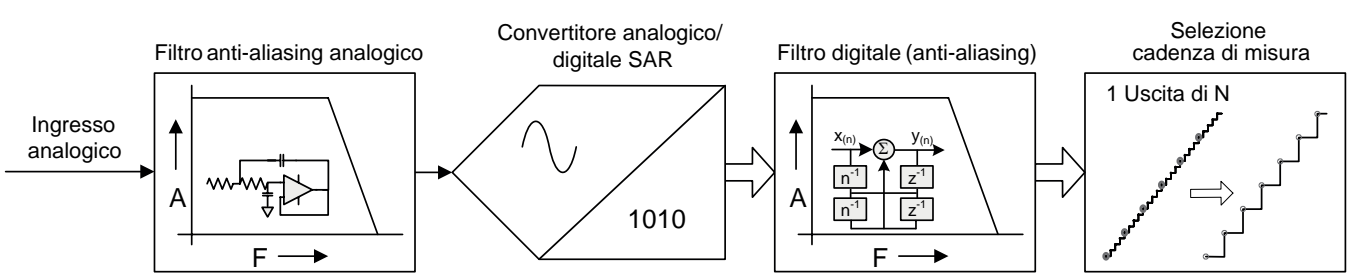 Ingresso
analogico
Filtro anti-aliasing analogico
A
F
Convertitore analogico/
digitale SAR
1010
Filtro digitale (anti-aliasing)
A
x(n)
Σ
y(n)
n-1
z-1
n-1
z-1
F
Selezione
cadenza di misura
1 Uscita di N